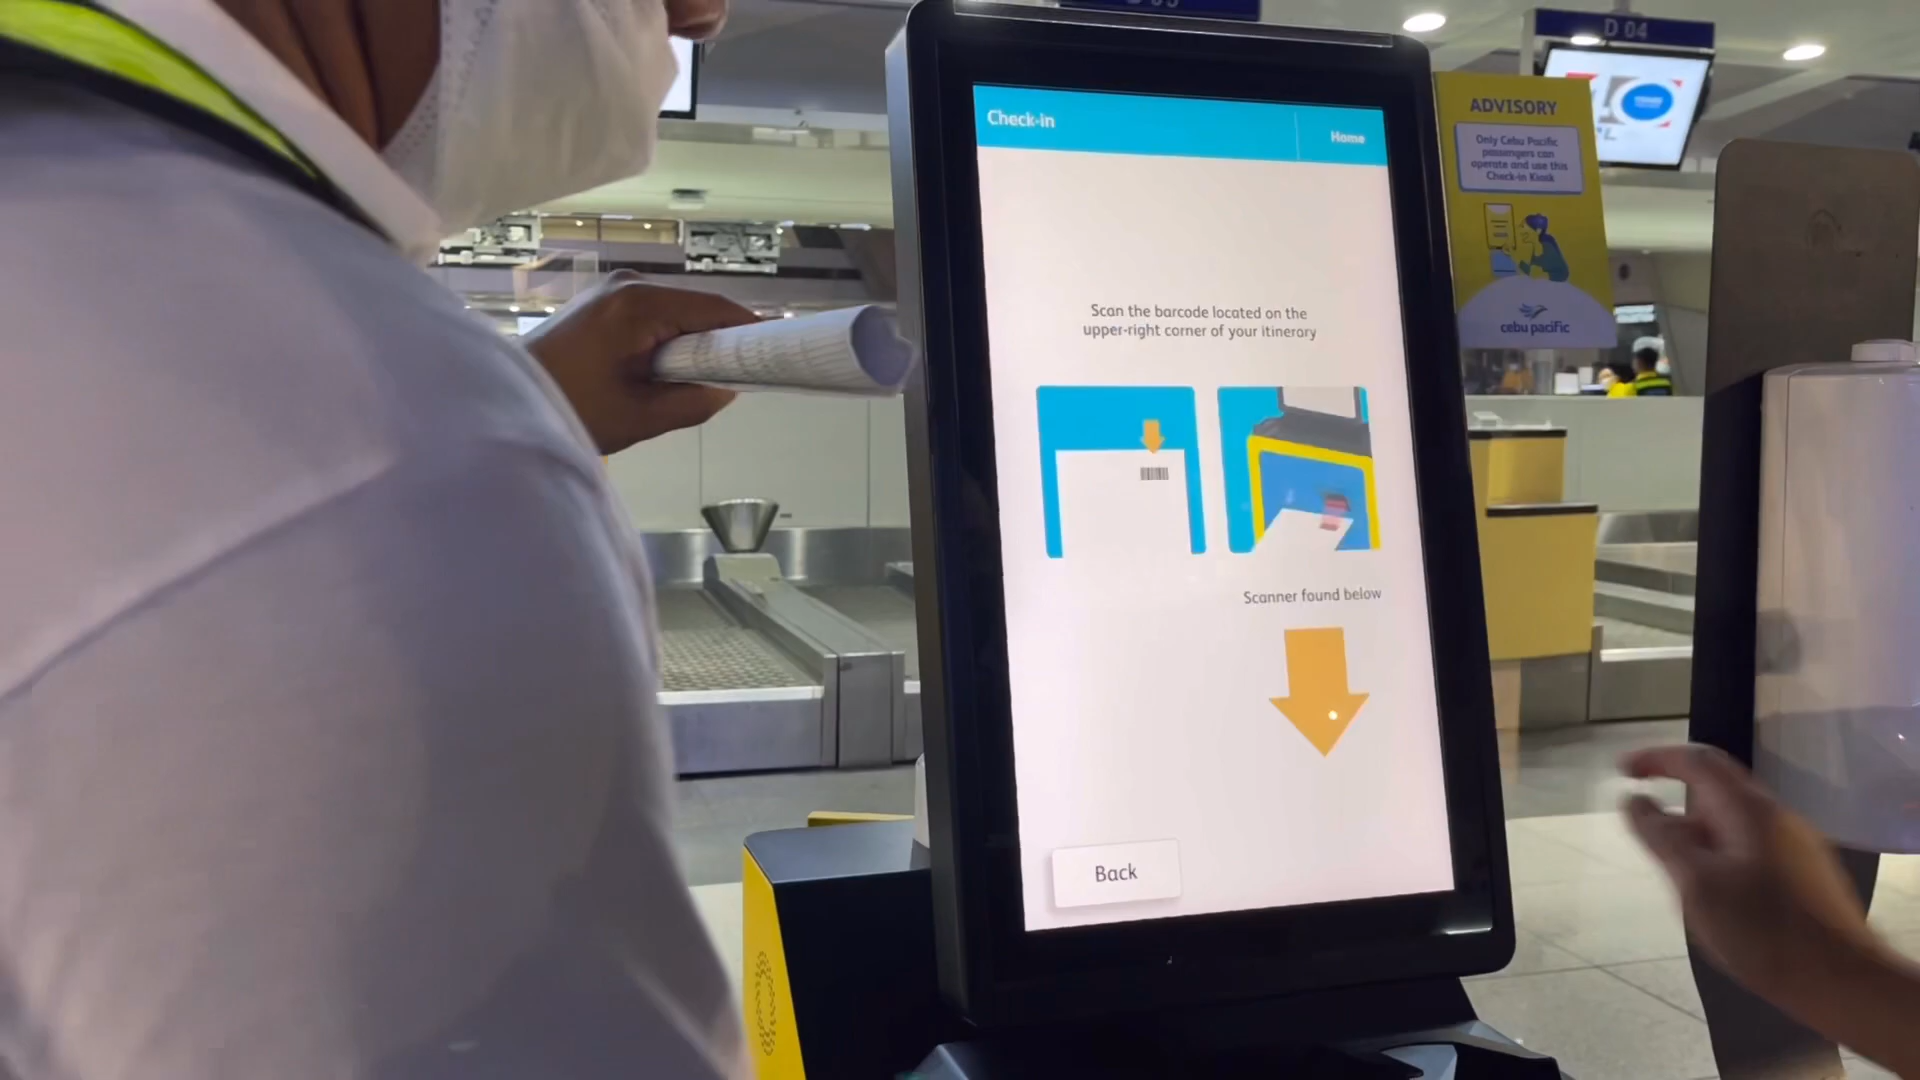 D 04
Check-in
Home
ADVISORY
Only Cebu Pacific
passengers can
operate and use this
Check-in Kiosk
cebu pacific
Scan the barcode located on the
upper-right corner of your itinerary
Scanner found below
Back